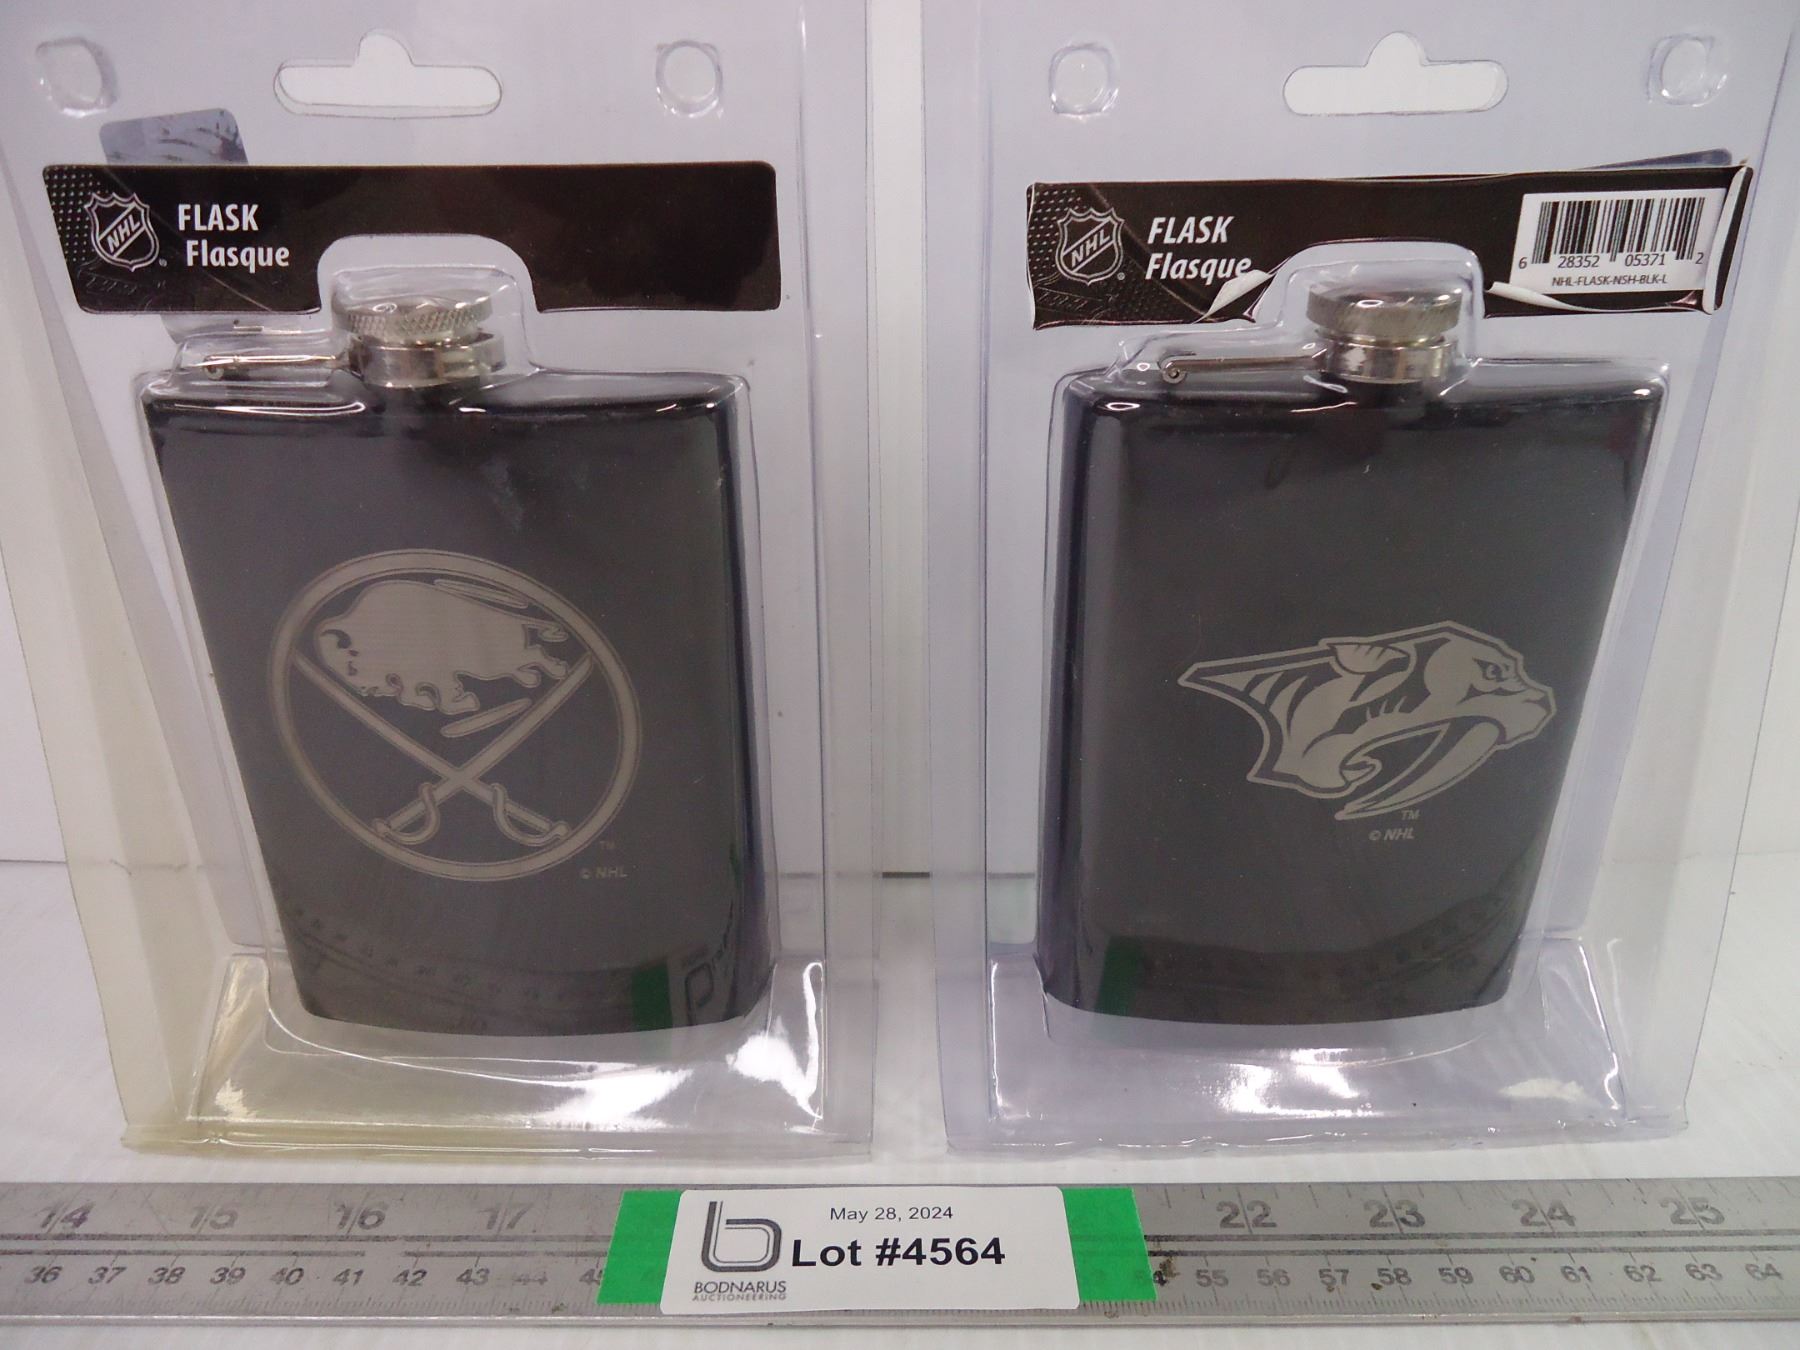 NHL
FLASK
Flasque
NHL
FLASK
Flasque
6 28352 05371 2
NHL-FLASK-NSH-BLK-L
TM
© NHL
TM
© NHL
May 28, 2024
Lot #4564
BODNARUS
AUCTIONEERING
14 15 16 17 22 23 24 25
36 37 38 39 40 41 42 43 44 54 55 56 57 58 59 60 61 62 63 64